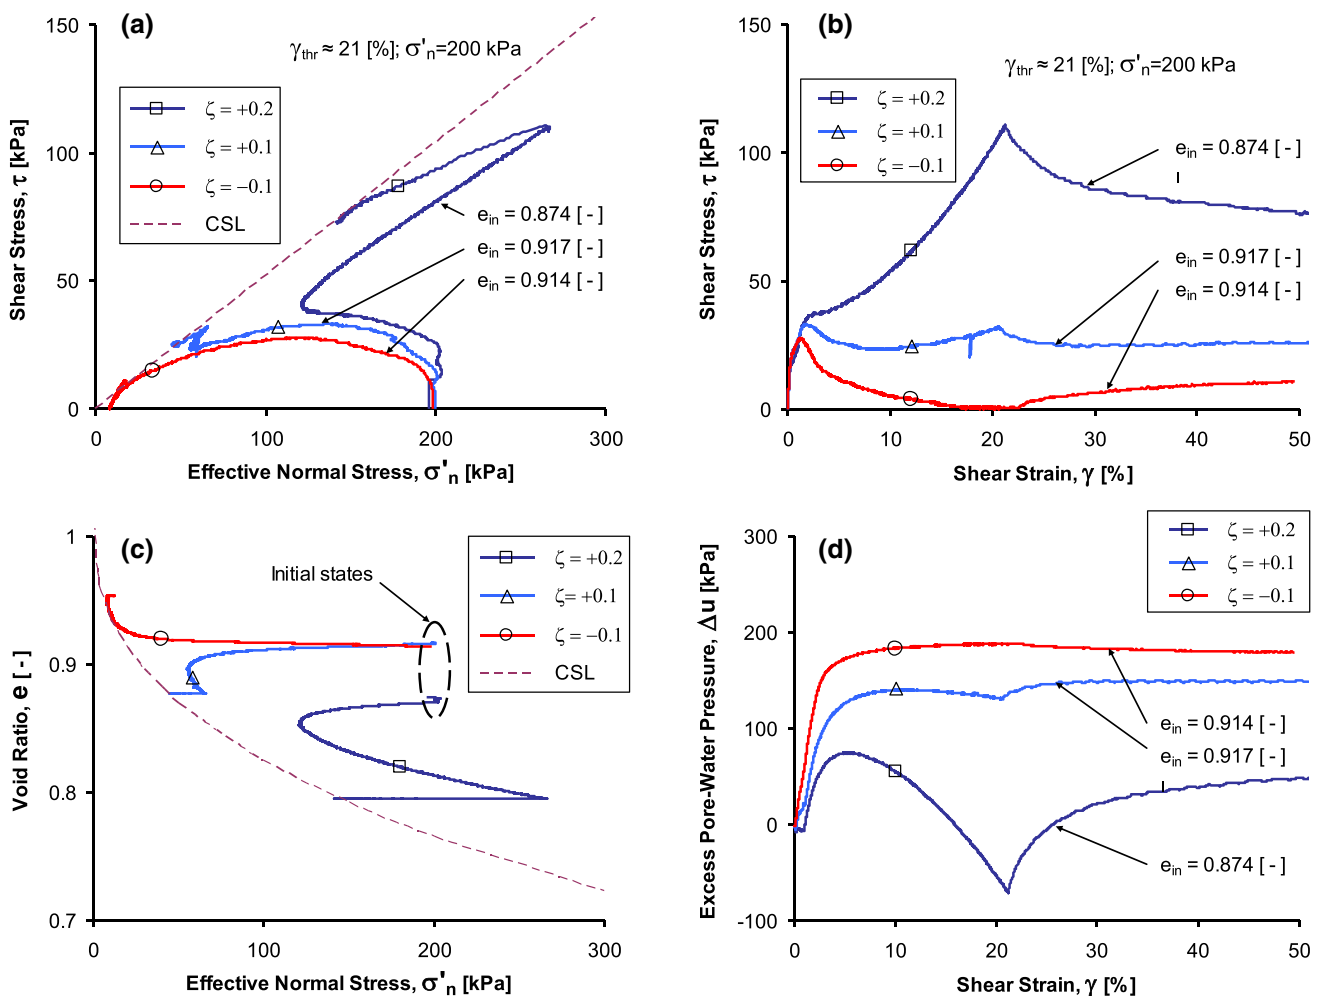 (a)
γthr ≈ 21 [%]; σ'n=200 kPa
ζ = +0.2
ζ = +0.1
ζ = −0.1
CSL
ein = 0.874 [ - ]
ein = 0.917 [ - ]
ein = 0.914 [ - ]
150
100
50
0
0 100 200 300
Shear Stress, τ [kPa]
Effective Normal Stress, σ'n [kPa]
(b)
γthr ≈ 21 [%]; σ'n=200 kPa
ζ = +0.2
ζ = +0.1
ζ = −0.1
ein = 0.874 [ - ]
ein = 0.917 [ - ]
ein = 0.914 [ - ]
150
100
50
0
0 10 20 30 40 50
Shear Stress, τ [kPa]
Shear Strain, γ [%]
(c)
Initial states
ζ = +0.2
ζ= +0.1
ζ = −0.1
CSL
1
0.9
0.8
0.7
0 100 200 300
Void Ratio, e [ - ]
Effective Normal Stress, σ'n [kPa]
(d)
ζ = +0.2
ζ = +0.1
ζ = −0.1
ein = 0.914 [ - ]
ein = 0.917 [ - ]
ein = 0.874 [ - ]
300
200
100
0
-100
0 10 20 30 40 50
Excess Pore-Water Pressure, Δu [kPa]
Shear Strain, γ [%]